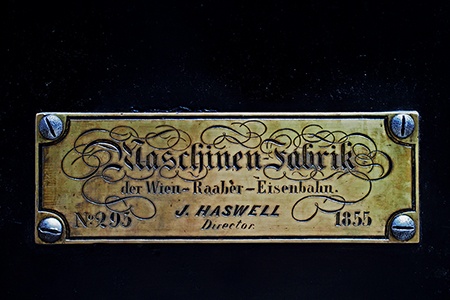 Maschinen-Fabrik
der Wien-Raaber-Eisenbahn.
J. HASWELL
Director.
No. 295
1855